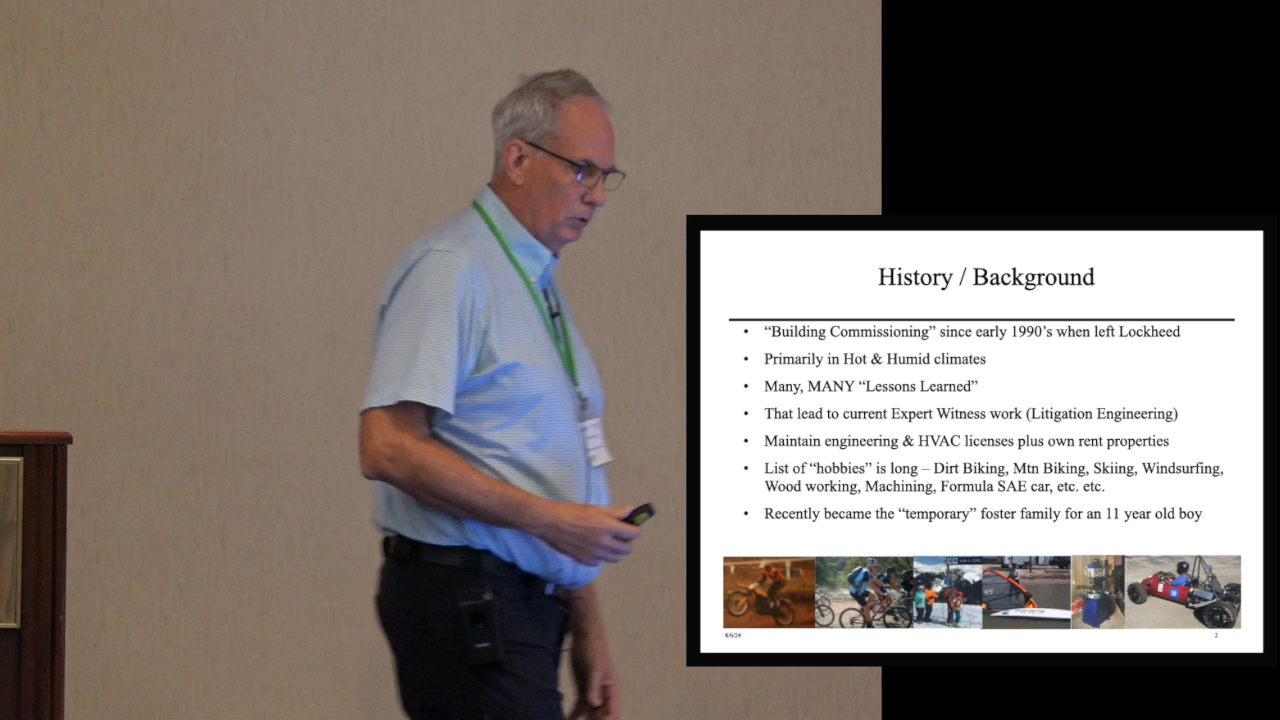 History / Background
• “Building Commissioning” since early 1990’s when left Lockheed
• Primarily in Hot & Humid climates
• Many, MANY “Lessons Learned”
• That lead to current Expert Witness work (Litigation Engineering)
• Maintain engineering & HVAC licenses plus own rent properties
• List of “hobbies” is long – Dirt Biking, Mtn Biking, Skiing, Windsurfing,
Wood working, Machining, Formula SAE car, etc. etc.
• Recently became the “temporary” foster family for an 11 year old boy
8/6/24
2